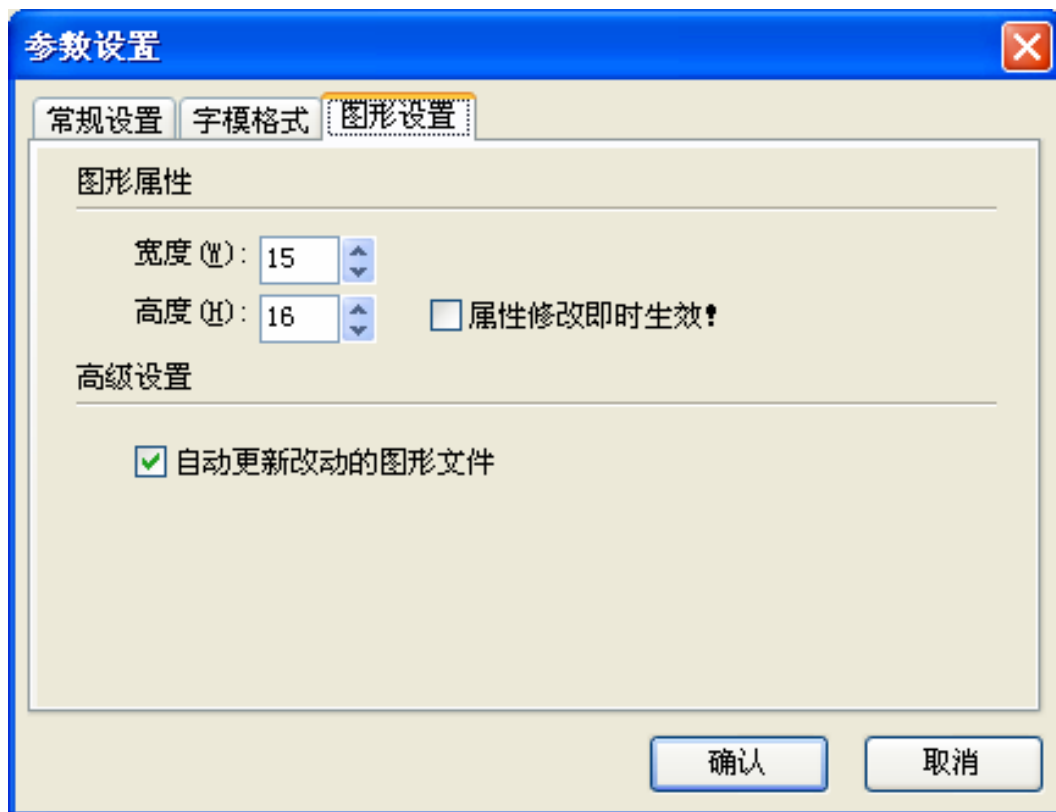 参数设置
常规设置 字模格式 图形设置
图形属性
宽度(W): 15
高度(H): 16 属性修改即时生效!
高级设置
自动更新改动的图形文件
确认 取消